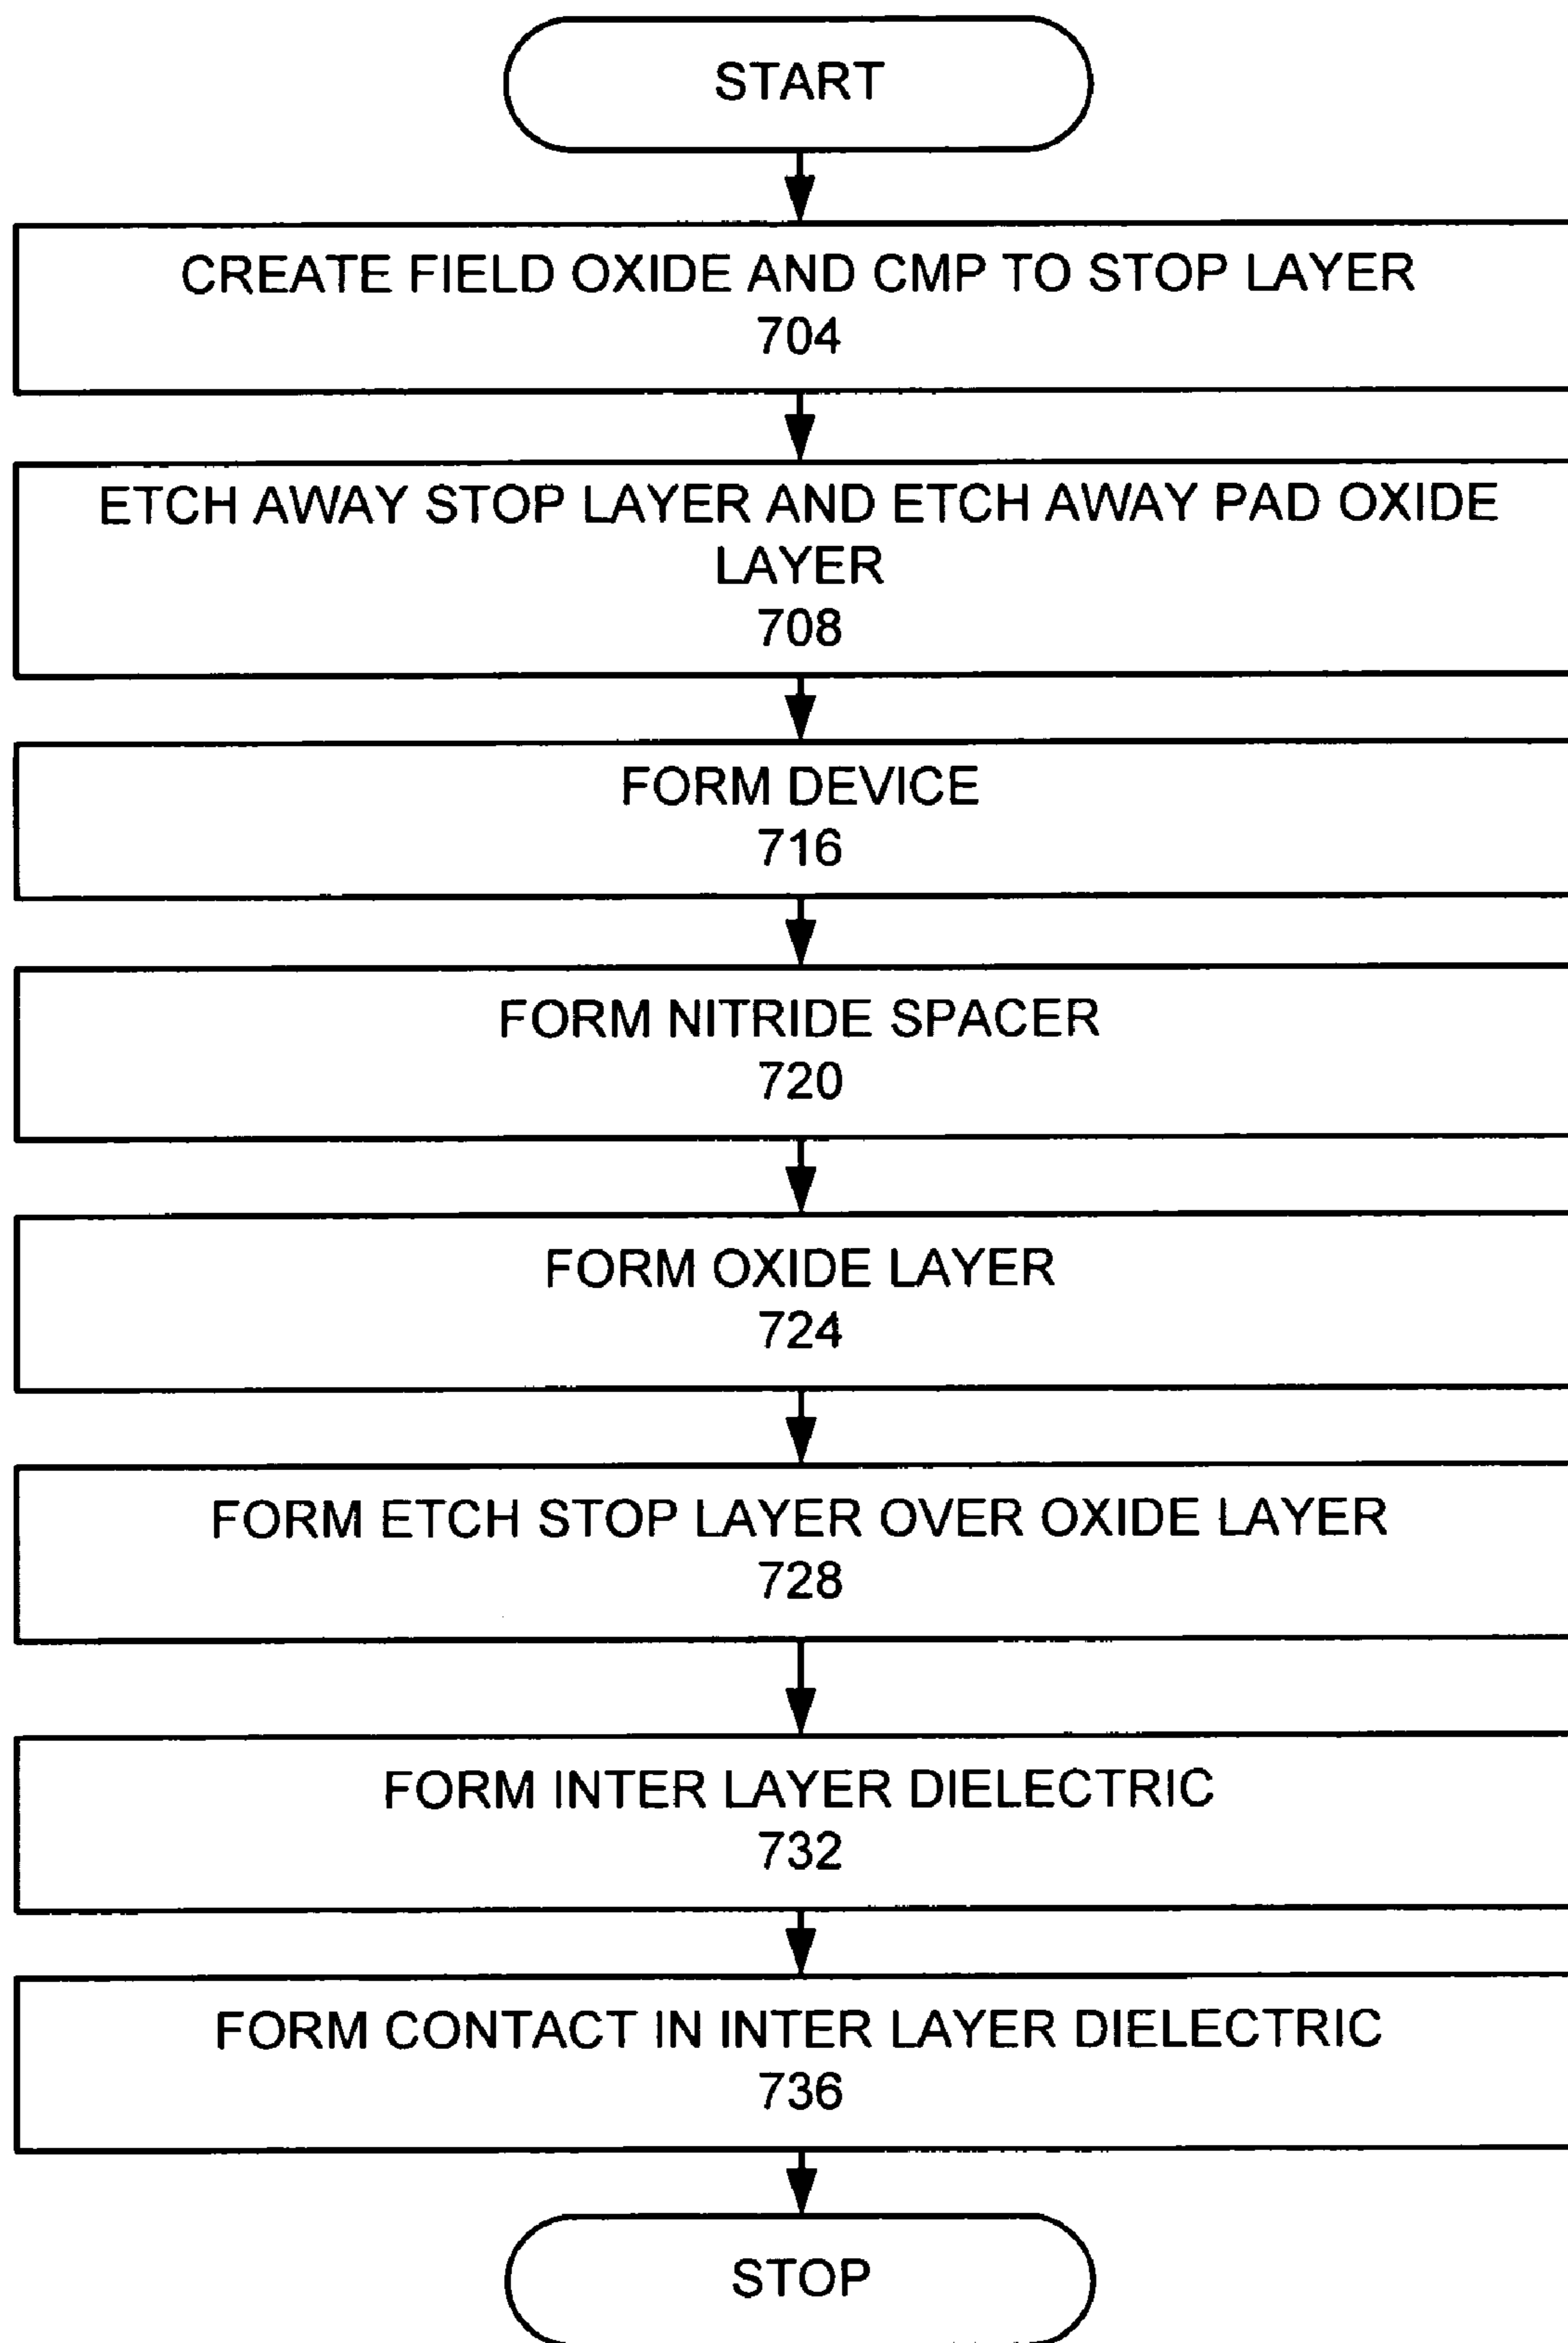 START
CREATE FIELD OXIDE AND CMP TO STOP LAYER
704
ETCH AWAY STOP LAYER AND ETCH AWAY PAD OXIDE
LAYER
708
FORM DEVICE
716
FORM NITRIDE SPACER
720
FORM OXIDE LAYER
724
FORM ETCH STOP LAYER OVER OXIDE LAYER
728
FORM INTER LAYER DIELECTRIC
732
FORM CONTACT IN INTER LAYER DIELECTRIC
736
STOP